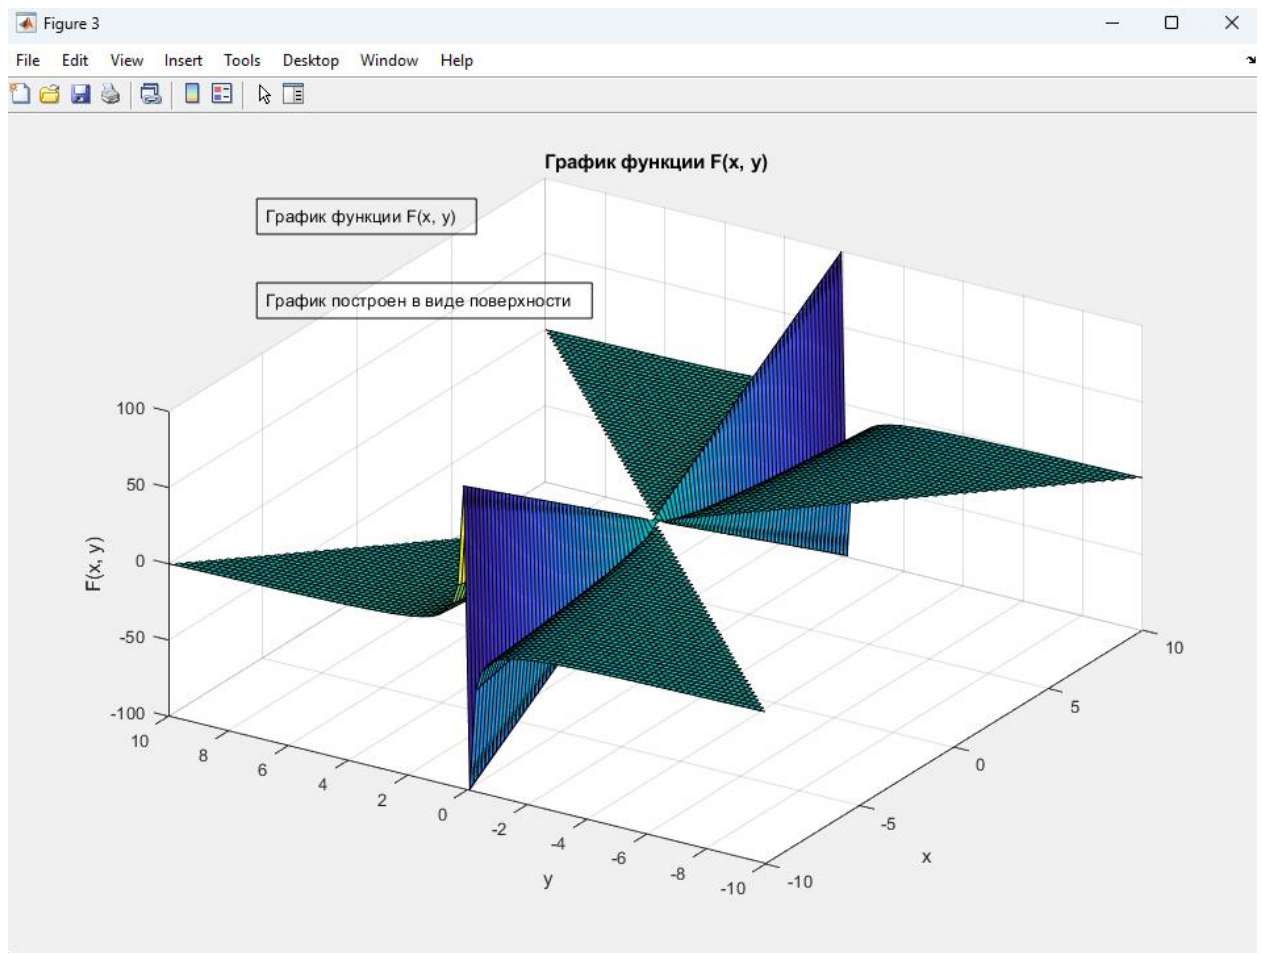 Figure 3
File Edit View Insert Tools Desktop Window Help
График функции F(x, y)
График функции F(x, y)
График построен в виде поверхности
100
50
0
-50
-100
F(x, y)
10
8
6
4
2
0
-2
-4
-6
-8
-10
y
-10
-5
0
5
10
x